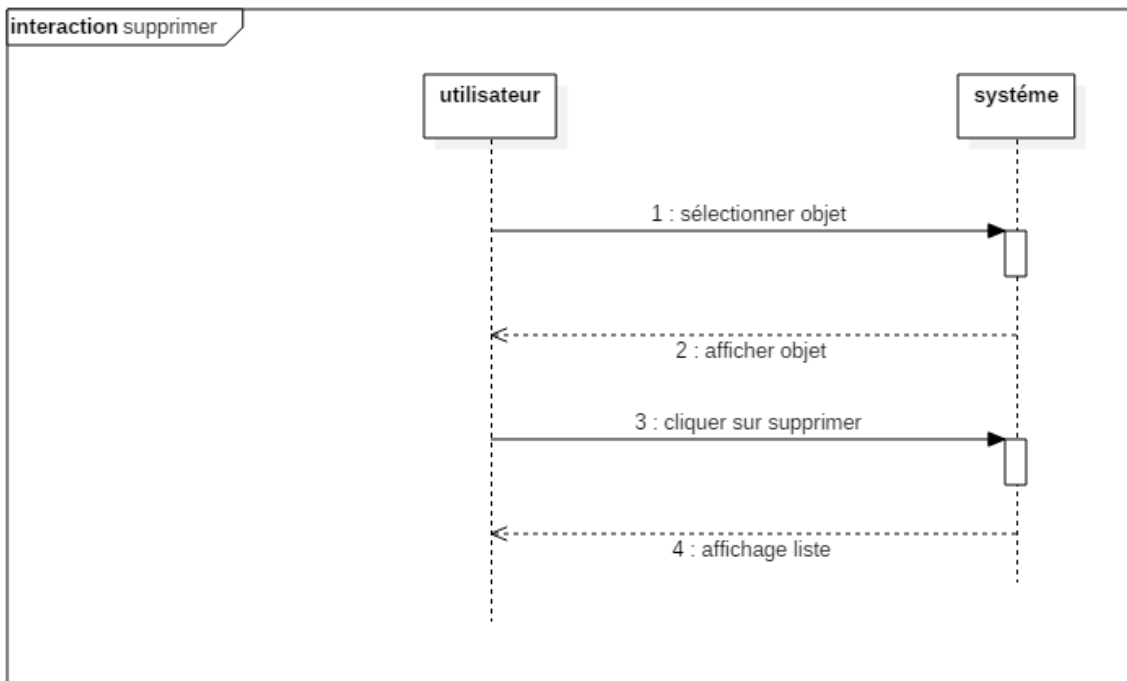 interaction supprimer
utilisateur
systéme
1 : sélectionner objet
2 : afficher objet
3 : cliquer sur supprimer
4 : affichage liste